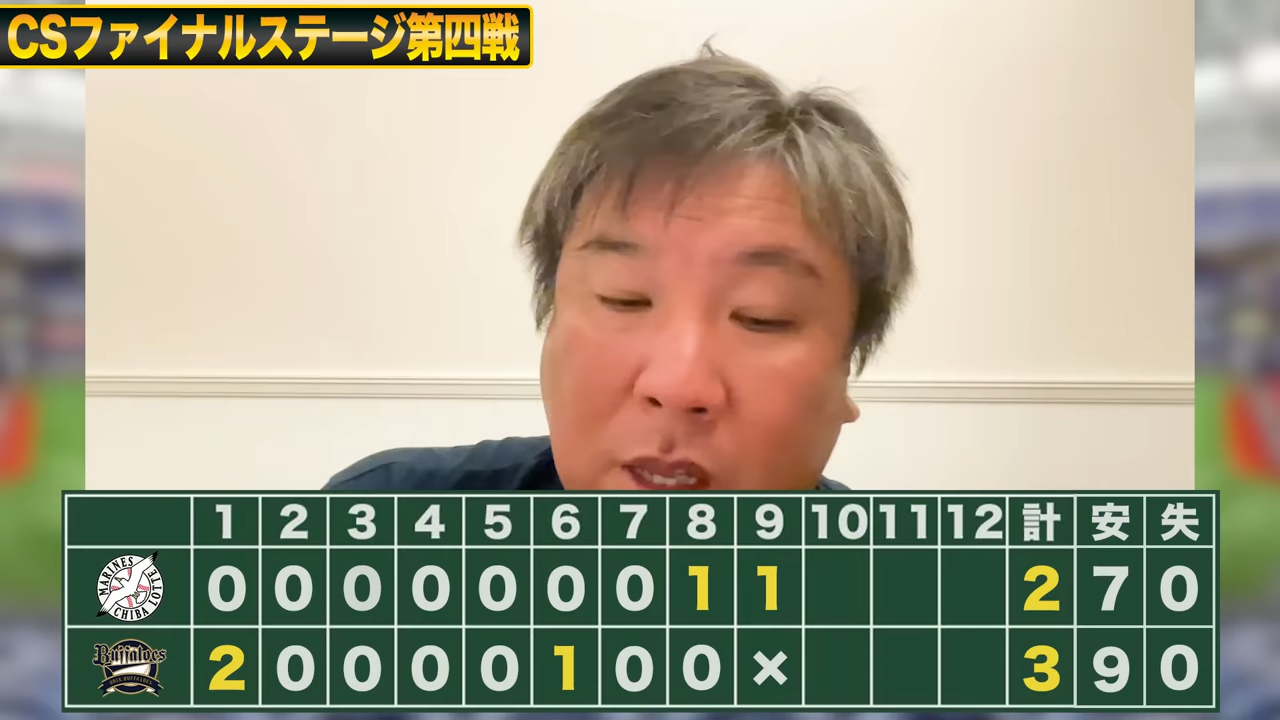 CSファイナルステージ第四戦
1 2 3 4 5 6 7 8 9 10 11 12 計 安 失
MARINES CHIBA LOTTE 0 0 0 0 0 0 0 1 1 2 7 0
Buffaloes ORIX BUFFALOES 2 0 0 0 0 1 0 0 × 3 9 0